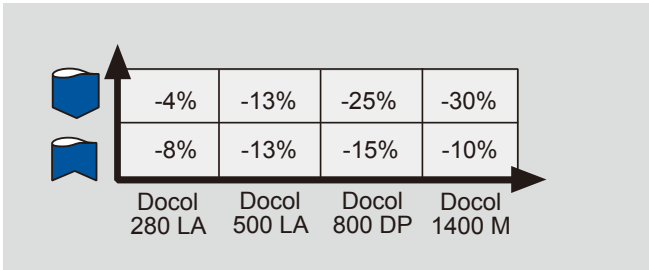 -4% -13% -25% -30%
-8% -13% -15% -10%
Docol Docol Docol Docol
280 LA 500 LA 800 DP 1400 M